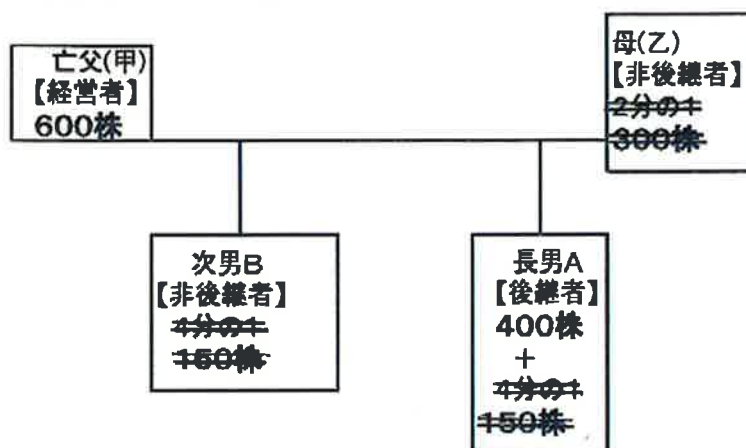 亡父(甲)
【経営者】
600株
母(乙)
【非後継者】
2分の1
300株
次男B
【非後継者】
4分の1
150株
長男A
【後継者】
400株
+
4分の1
150株